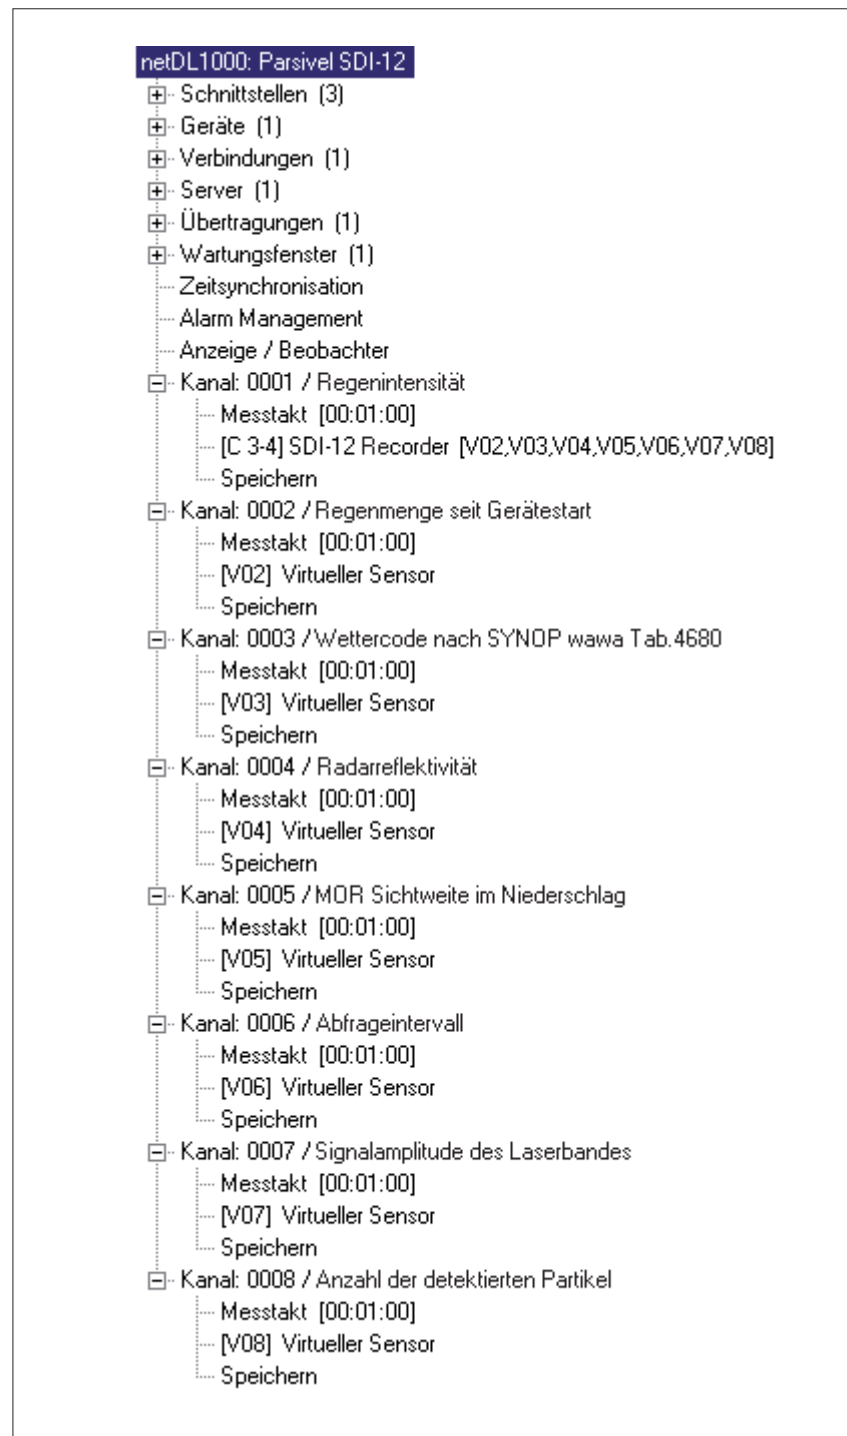 netDL1000: Parsivel SDI-12
Schnittstellen (3)
Geräte (1)
Verbindungen (1)
Server (1)
Übertragungen (1)
Wartungsfenster (1)
Zeitsynchronisation
Alarm Management
Anzeige / Beobachter
Kanal: 0001 / Regenintensität
Messtakt [00:01:00]
[C 3-4] SDI-12 Recorder [V02,V03,V04,V05,V06,V07,V08]
Speichern
Kanal: 0002 / Regenmenge seit Gerätestart
Messtakt [00:01:00]
[V02] Virtueller Sensor
Speichern
Kanal: 0003 / Wettercode nach SYNOP wawa Tab.4680
Messtakt [00:01:00]
[V03] Virtueller Sensor
Speichern
Kanal: 0004 / Radarreflektivität
Messtakt [00:01:00]
[V04] Virtueller Sensor
Speichern
Kanal: 0005 / MOR Sichtweite im Niederschlag
Messtakt [00:01:00]
[V05] Virtueller Sensor
Speichern
Kanal: 0006 / Abfrageintervall
Messtakt [00:01:00]
[V06] Virtueller Sensor
Speichern
Kanal: 0007 / Signalamplitude des Laserbandes
Messtakt [00:01:00]
[V07] Virtueller Sensor
Speichern
Kanal: 0008 / Anzahl der detektierten Partikel
Messtakt [00:01:00]
[V08] Virtueller Sensor
Speichern